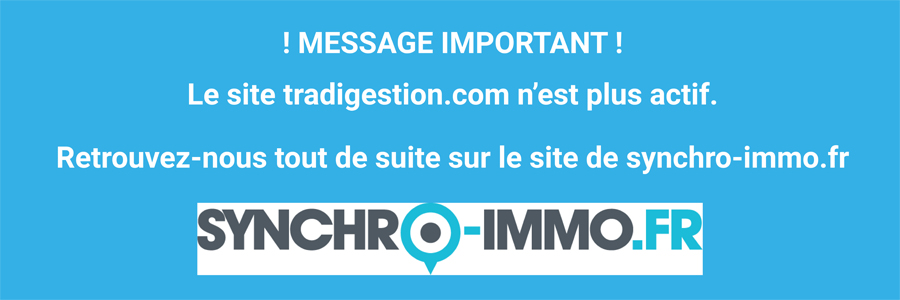 ! MESSAGE IMPORTANT !
Le site tradigestion.com n’est plus actif.
Retrouvez-nous tout de suite sur le site de synchro-immo.fr
SYNCHRO-IMMO.FR